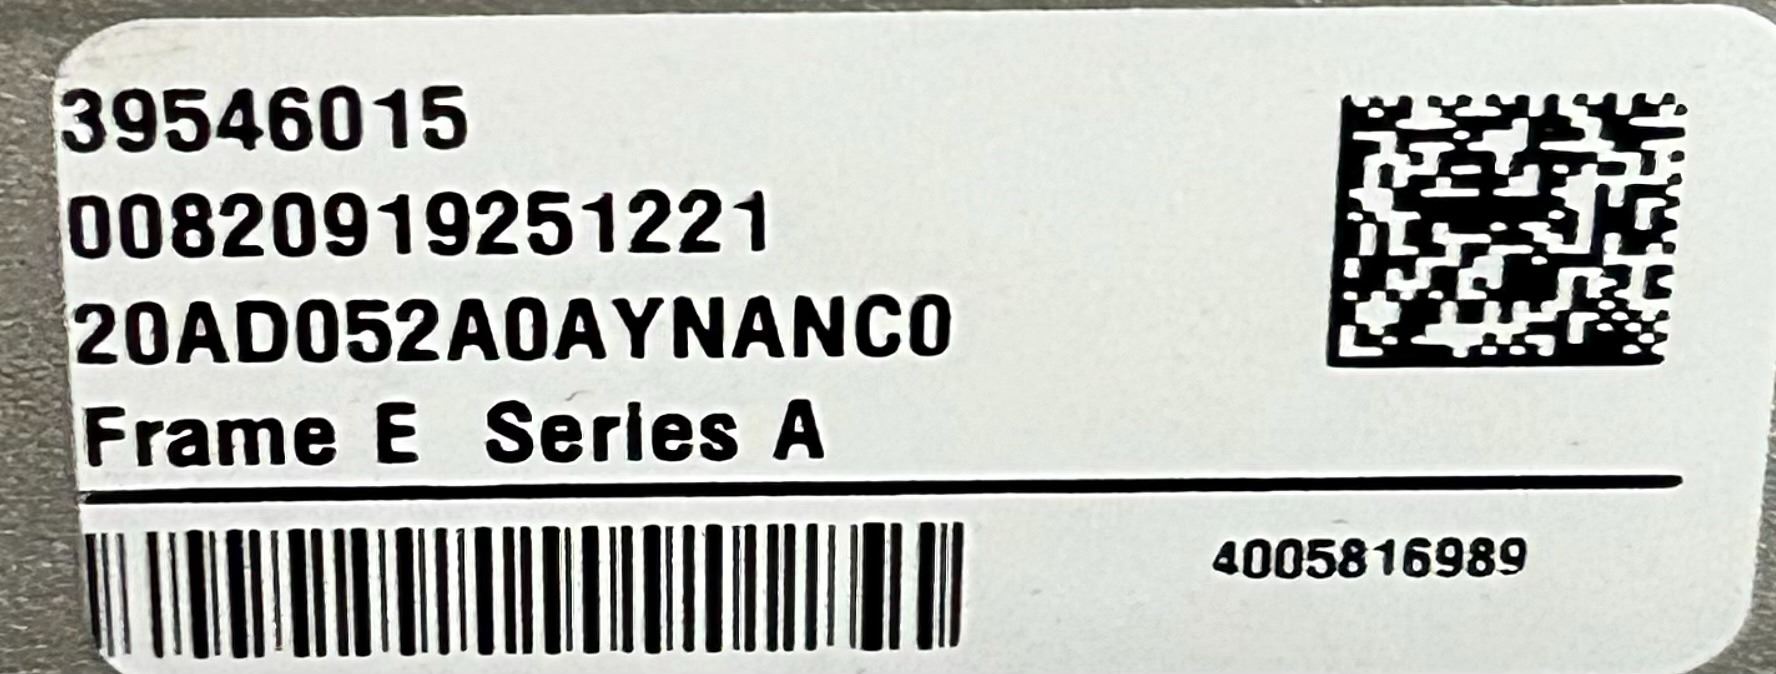 39546015
00820919251221
20AD052A0AYNANC0
Frame E Series A
4005816989